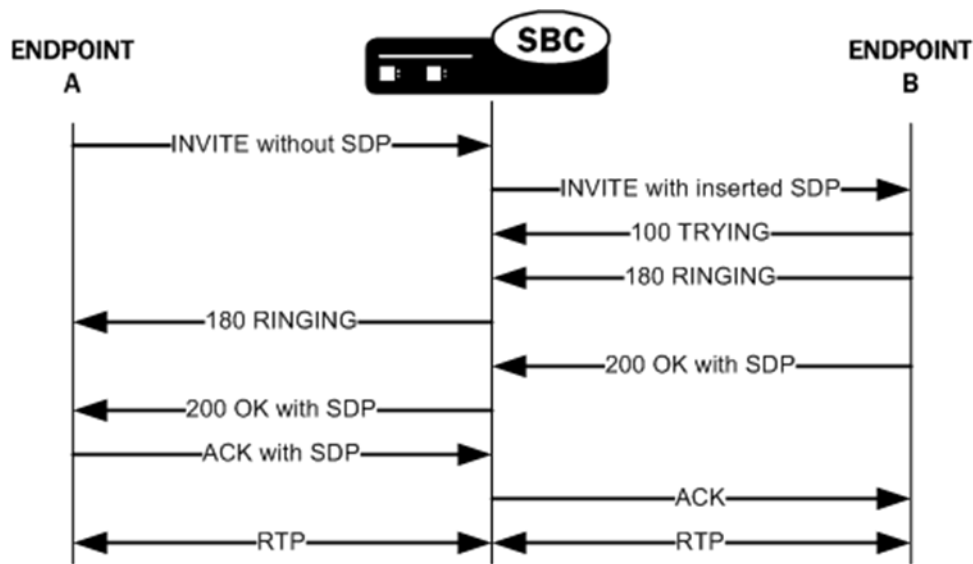 SBC
ENDPOINT
A
ENDPOINT
B
INVITE without SDP
INVITE with inserted SDP
100 TRYING
180 RINGING
180 RINGING
200 OK with SDP
200 OK with SDP
ACK with SDP
ACK
RTP
RTP